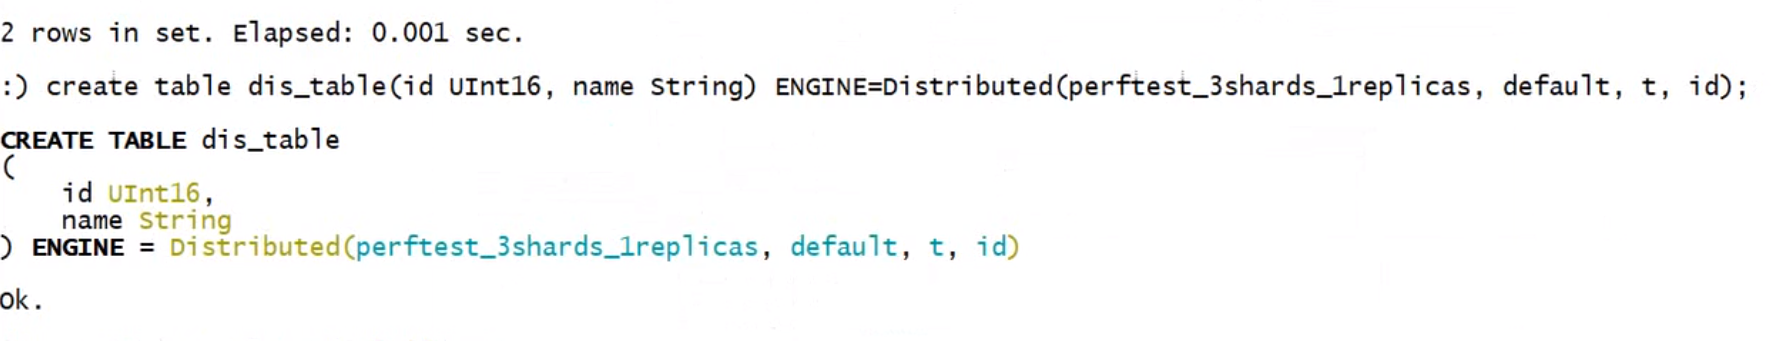 2 rows in set. Elapsed: 0.001 sec.
:) create table dis_table(id UInt16, name String) ENGINE=Distributed(perftest_3shards_1replicas, default, t, id);
CREATE TABLE dis_table
(
    id UInt16,
    name String
) ENGINE = Distributed(perftest_3shards_1replicas, default, t, id)
Ok.